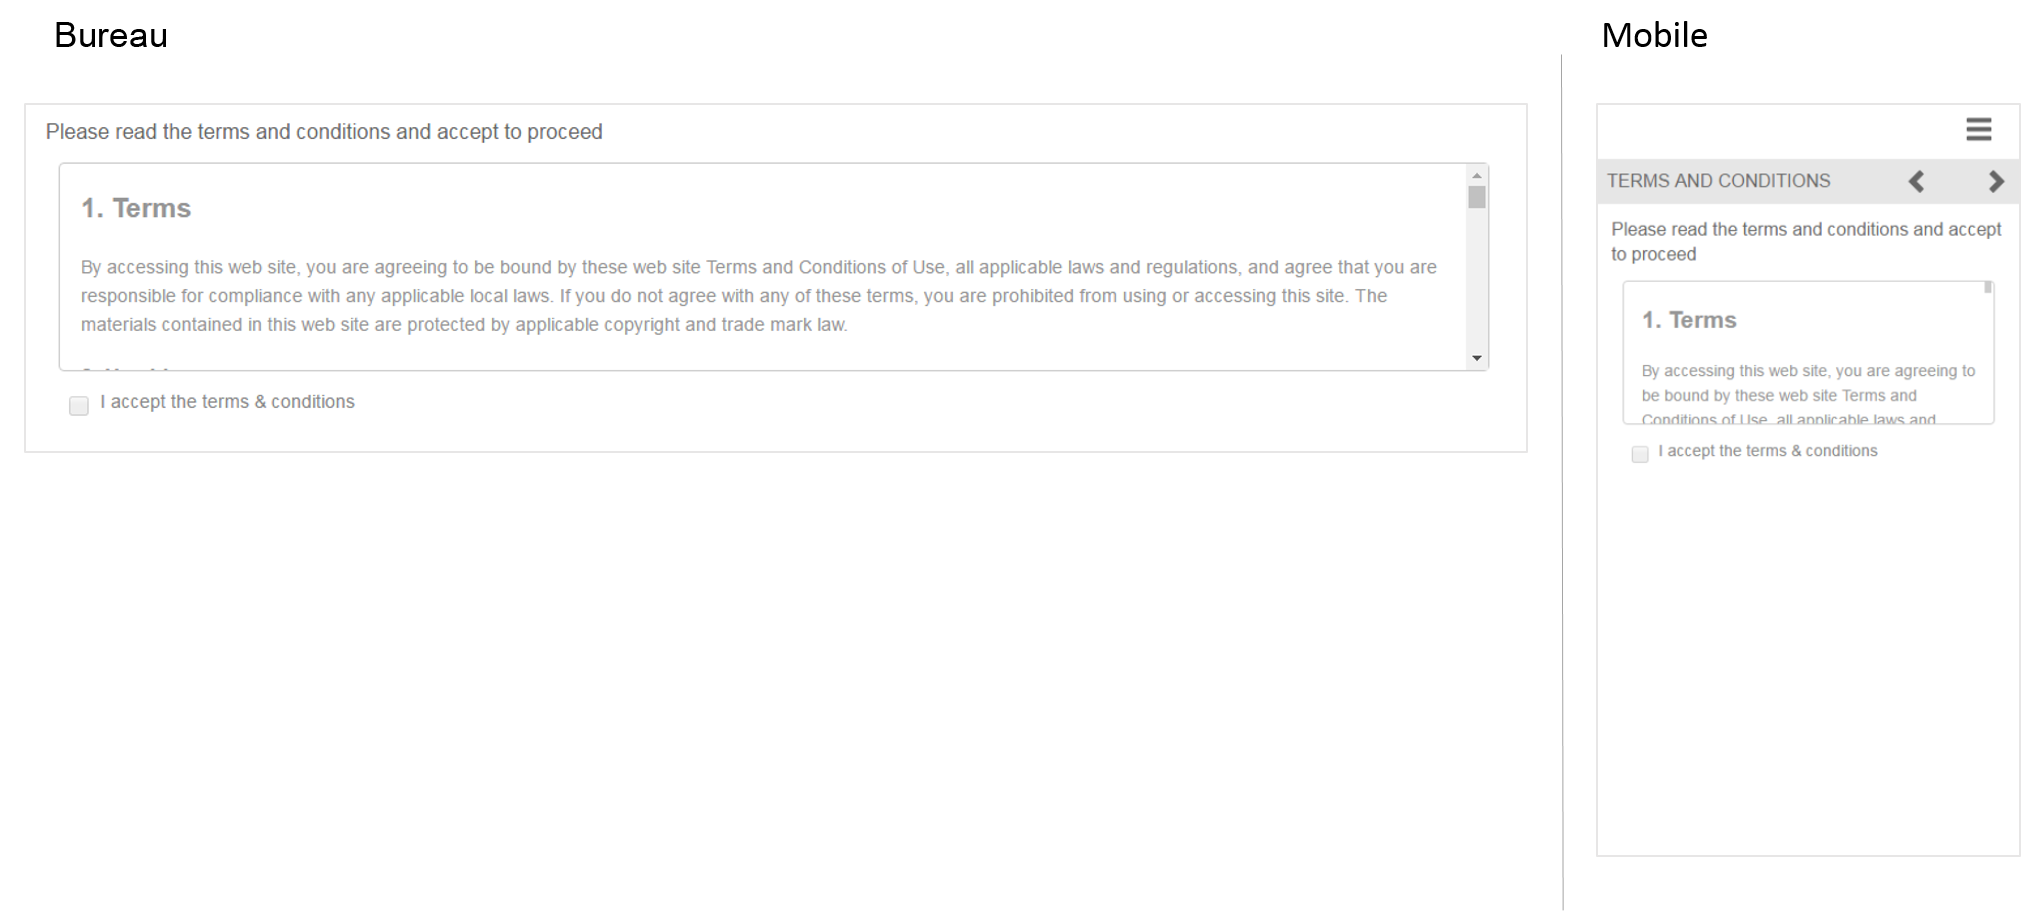 Bureau
Please read the terms and conditions and accept to proceed
1. Terms
By accessing this web site, you are agreeing to be bound by these web site Terms and Conditions of Use, all applicable laws and regulations, and agree that you are
responsible for compliance with any applicable local laws. If you do not agree with any of these terms, you are prohibited from using or accessing this site. The
materials contained in this web site are protected by applicable copyright and trade mark law.
I accept the terms & conditions
Mobile
TERMS AND CONDITIONS
Please read the terms and conditions and accept
to proceed
1. Terms
By accessing this web site, you are agreeing to
be bound by these web site Terms and
Conditions of Use, all applicable laws and
I accept the terms & conditions